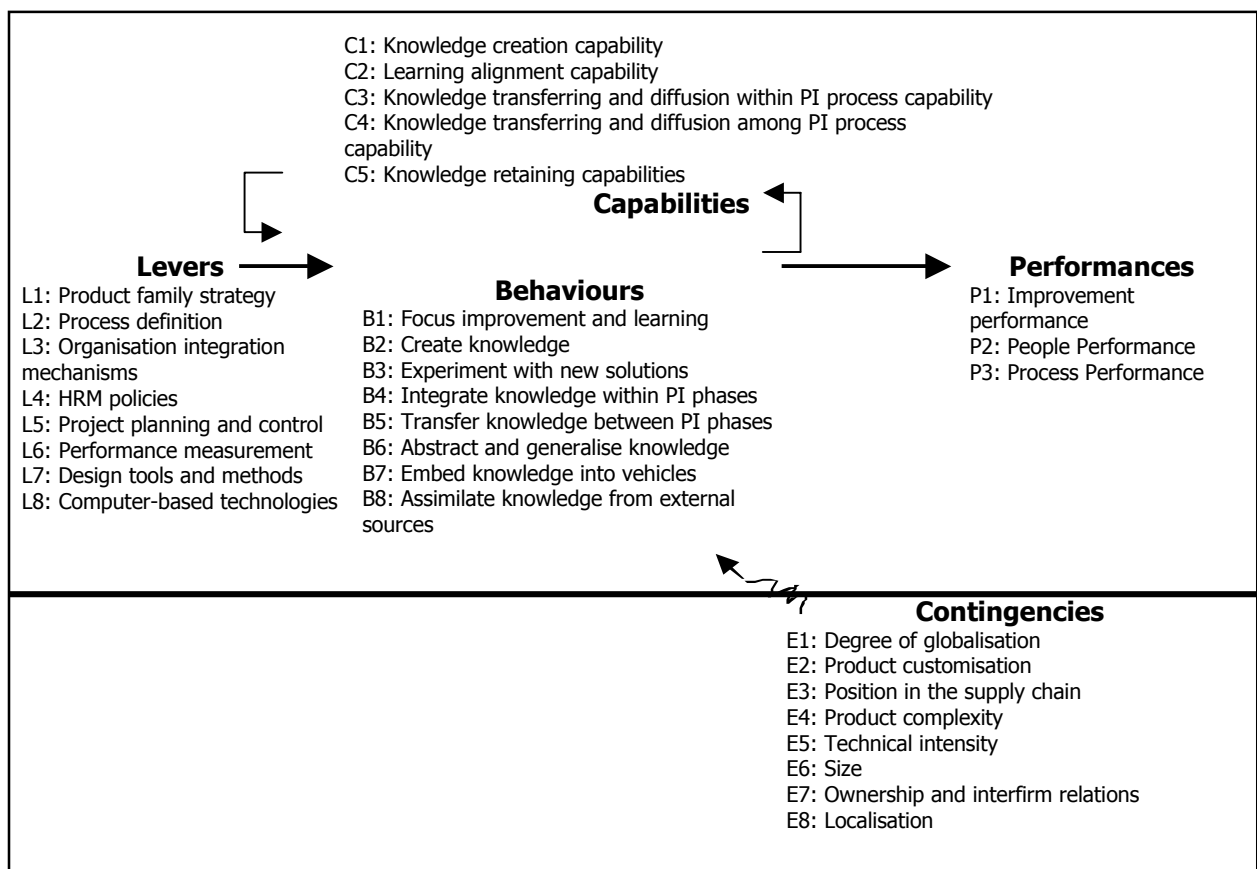 C1: Knowledge creation capability
C2: Learning alignment capability
C3: Knowledge transferring and diffusion within PI process capability
C4: Knowledge transferring and diffusion among PI process
capability
C5: Knowledge retaining capabilities
Capabilities
Levers
L1: Product family strategy
L2: Process definition
L3: Organisation integration
mechanisms
L4: HRM policies
L5: Project planning and control
L6: Performance measurement
L7: Design tools and methods
L8: Computer-based technologies
Behaviours
B1: Focus improvement and learning
B2: Create knowledge
B3: Experiment with new solutions
B4: Integrate knowledge within PI phases
B5: Transfer knowledge between PI phases
B6: Abstract and generalise knowledge
B7: Embed knowledge into vehicles
B8: Assimilate knowledge from external
sources
Performances
P1: Improvement
performance
P2: People Performance
P3: Process Performance
Contingencies
E1: Degree of globalisation
E2: Product customisation
E3: Position in the supply chain
E4: Product complexity
E5: Technical intensity
E6: Size
E7: Ownership and interfirm relations
E8: Localisation